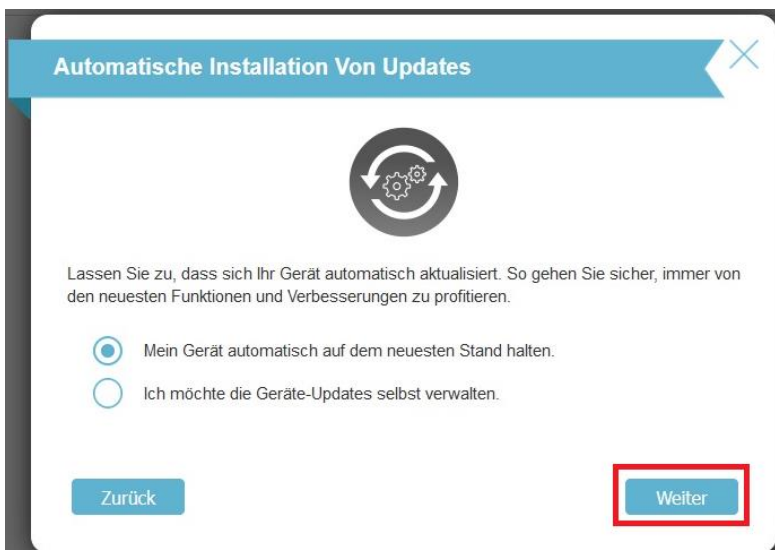 Automatische Installation Von Updates
Lassen Sie zu, dass sich Ihr Gerät automatisch aktualisiert. So gehen Sie sicher, immer von
den neuesten Funktionen und Verbesserungen zu profitieren.
Mein Gerät automatisch auf dem neuesten Stand halten.
Ich möchte die Geräte-Updates selbst verwalten.
Zurück
Weiter